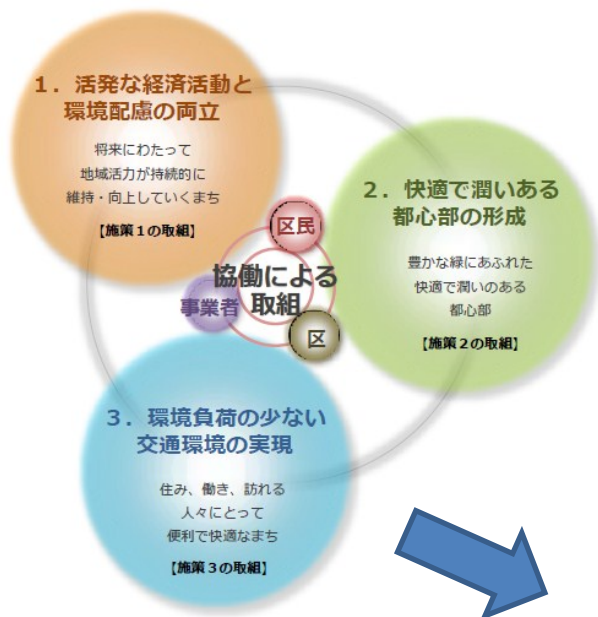 1．活発な経済活動と
環境配慮の両立
将来にわたって
地域活力が持続的に
維持・向上していくまち
【施策１の取組】
2．快適で潤いある
都心部の形成
豊かな緑にあふれた
快適で潤いのある
都心部
【施策２の取組】
区民
協働による
取組
事業者
区
3．環境負荷の少ない
交通環境の実現
住み、働き、訪れる
人々にとって
便利で快適なまち
【施策３の取組】